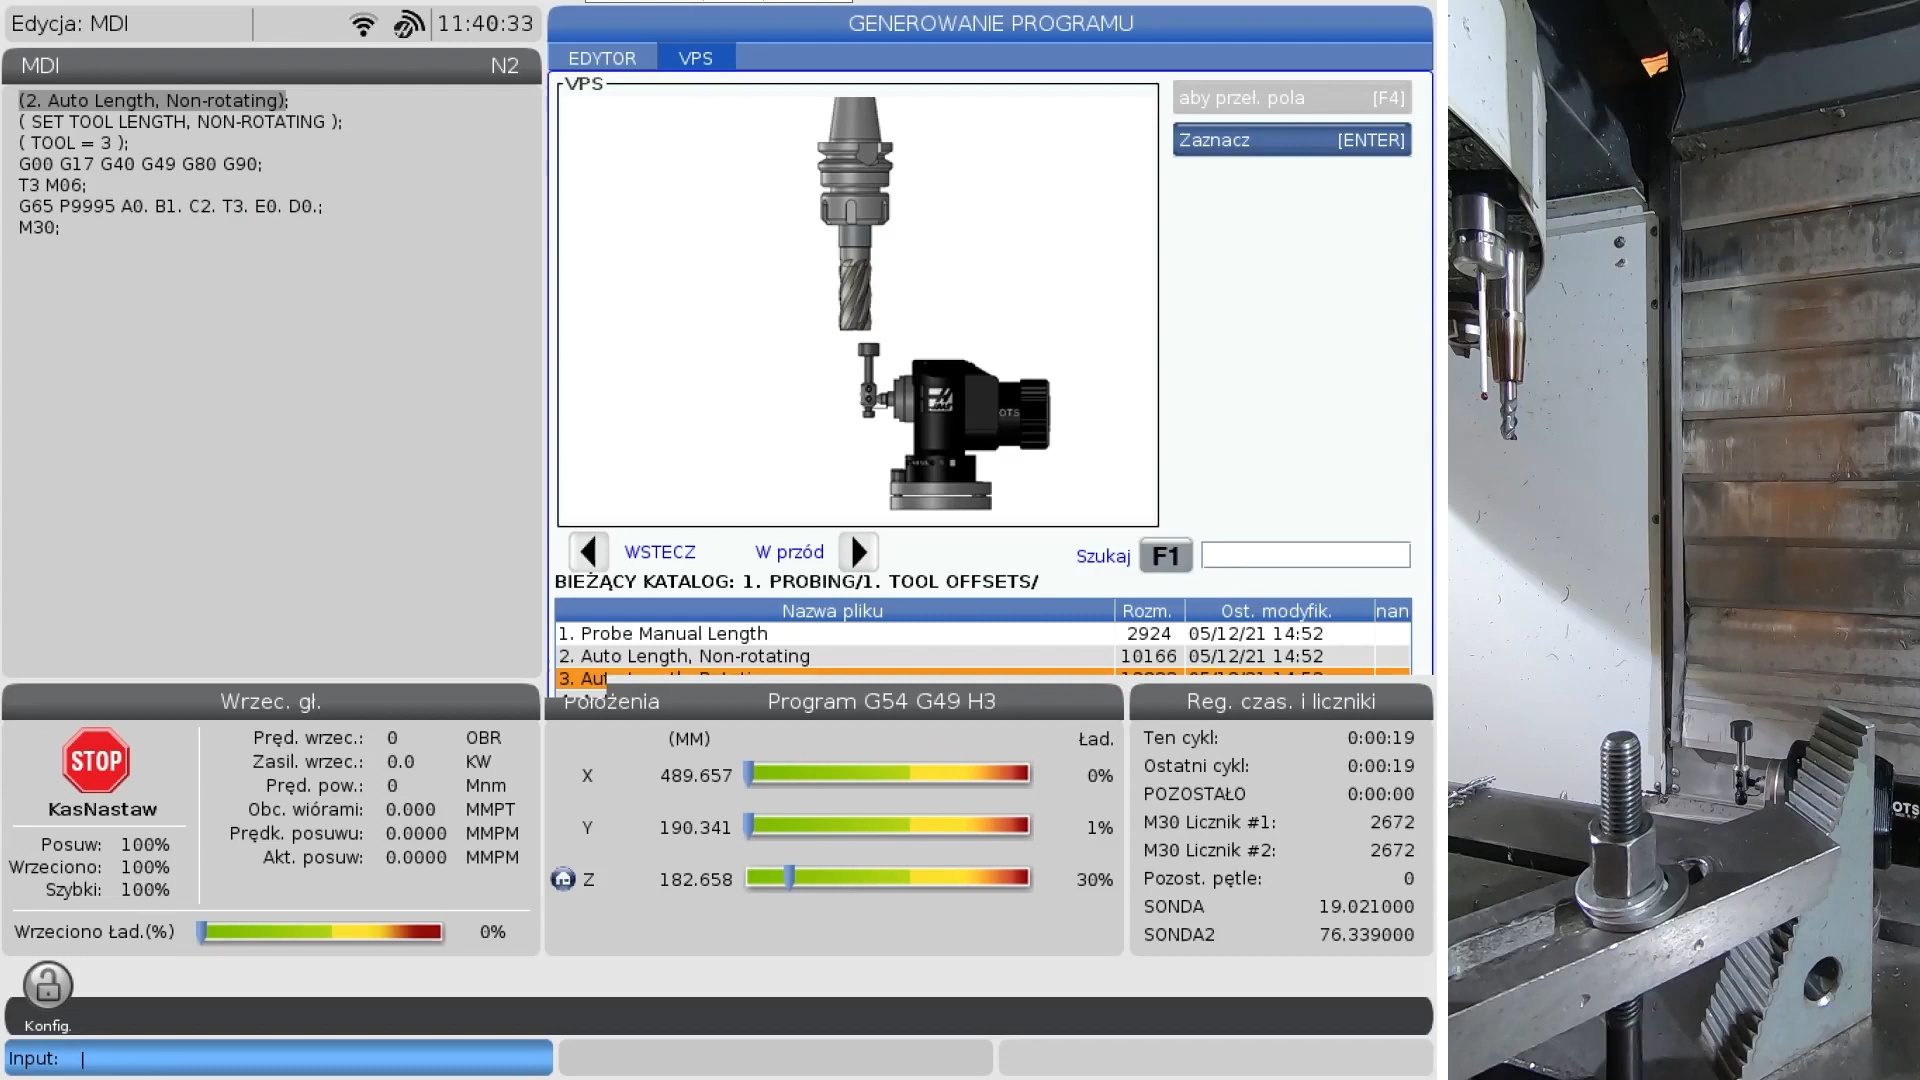 Edycja: MDI
11:40:33
MDI
N2
(2. Auto Length, Non-rotating);
( SET TOOL LENGTH, NON-ROTATING );
( TOOL = 3 );
G00 G17 G40 G49 G80 G90;
T3 M06;
G65 P9995 A0. B1. C2. T3. E0. D0.;
M30;
GENEROWANIE PROGRAMU
EDYTOR
VPS
VPS
OTS
aby przeł. pola [F4]
Zaznacz [ENTER]
WSTECZ
W przód
Szukaj
F1
BIEŻĄCY KATALOG: 1. PROBING/1. TOOL OFFSETS/
Nazwa pliku Rozm. Ost. modyfik. nan
1. Probe Manual Length 2924 05/12/21 14:52
2. Auto Length, Non-rotating 10166 05/12/21 14:52
3. Aut
Wrzec. gł.
STOP
KasNastaw
Posuw: 100%
Wrzeciono: 100%
Szybki: 100%
Pręd. wrzec.: 0 OBR
Zasil. wrzec.: 0.0 KW
Pręd. pow.: 0 Mnm
Obc. wiórami: 0.000 MMPT
Prędk. posuwu: 0.0000 MMPM
Akt. posuw: 0.0000 MMPM
Wrzeciono Ład.(%) 0%
Położenia
Program G54 G49 H3
(MM) Ład.
X 489.657 0%
Y 190.341 1%
Z 182.658 30%
Reg. czas. i liczniki
Ten cykl: 0:00:19
Ostatni cykl: 0:00:19
POZOSTAŁO 0:00:00
M30 Licznik #1: 2672
M30 Licznik #2: 2672
Pozost. pętle: 0
SONDA 19.021000
SONDA2 76.339000
Konfig.
Input:
OTS